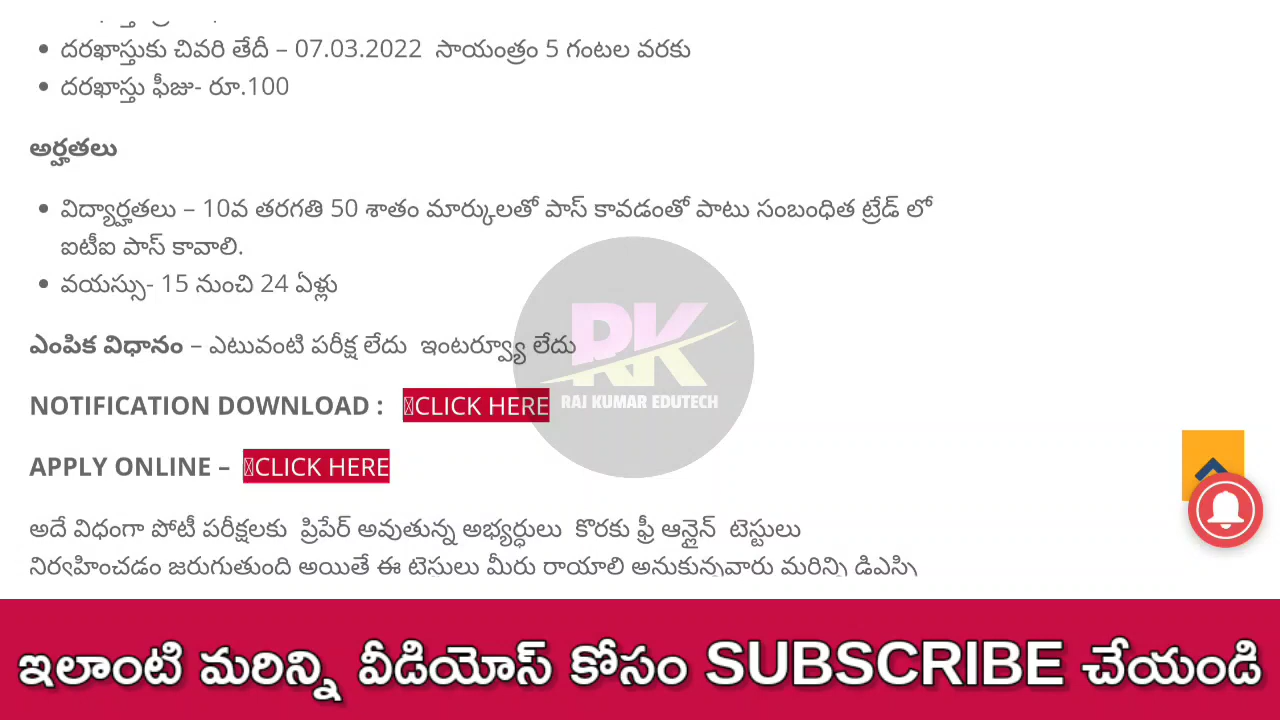 దరఖాస్తుకు చివరి తేదీ – 07.03.2022 సాయంత్రం 5 గంటల వరకు
దరఖాస్తు ఫీజు- రూ.100
అర్హతలు
విద్యార్హతలు – 10వ తరగతి 50 శాతం మార్కులతో పాస్ కావడంతో పాటు సంబంధిత ట్రేడ్ లో
ఐటీఐ పాస్ కావాలి.
వయస్సు- 15 నుంచి 24 ఏళ్లు
ఎంపిక విధానం – ఎటువంటి పరీక్ష లేదు ఇంటర్వ్యూ లేదు
RK
NOTIFICATION DOWNLOAD : CLICK HERE
RAJ KUMAR EDUTECH
APPLY ONLINE – CLICK HERE
అదే విధంగా పోటీ పరీక్షలకు ప్రిపేర్ అవుతున్న అభ్యర్ధులు కొరకు ఫ్రీ ఆన్లైన్ టెస్టులు
నిర్వహించడం జరుగుతుంది అయితే ఈ టెస్టులు మీరు రాయాలి అనుకున్నవారు మరిన్ని డిఎస్సి
ఇలాంటి మరిన్ని వీడియోస్ కోసం SUBSCRIBE చేయండి